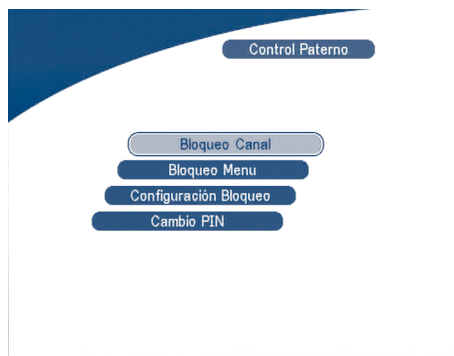 Control Paterno
Bloqueo Canal
Bloqueo Menu
Configuración Bloqueo
Cambio PIN